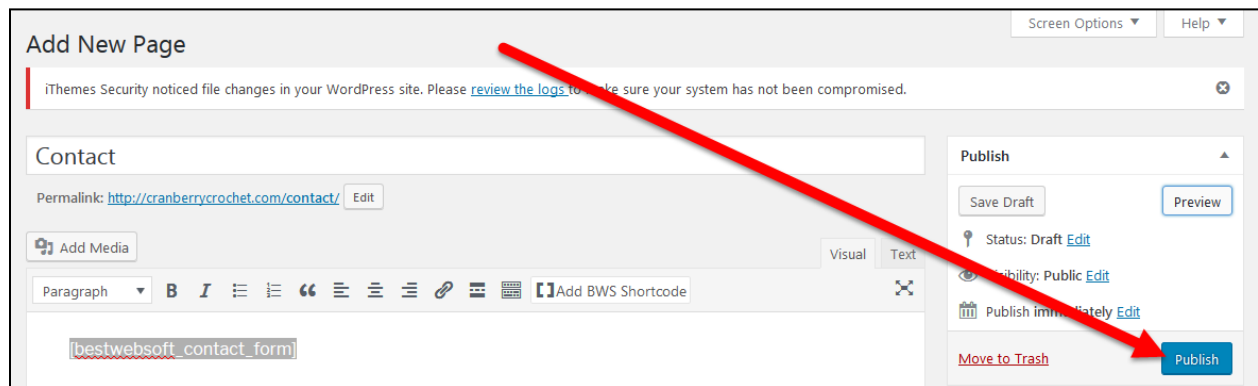 Screen Options ▼ Help ▼
Add New Page
iThemes Security noticed file changes in your WordPress site. Please review the logs to make sure your system has not been compromised.
Contact
Permalink: http://cranberrycrochet.com/contact/ Edit
Add Media
Visual Text
Paragraph ▼ B I Add BWS Shortcode
[bestwebsoft_contact_form]
Publish ▲
Save Draft Preview
Status: Draft Edit
Visibility: Public Edit
Publish immediately Edit
Move to Trash Publish